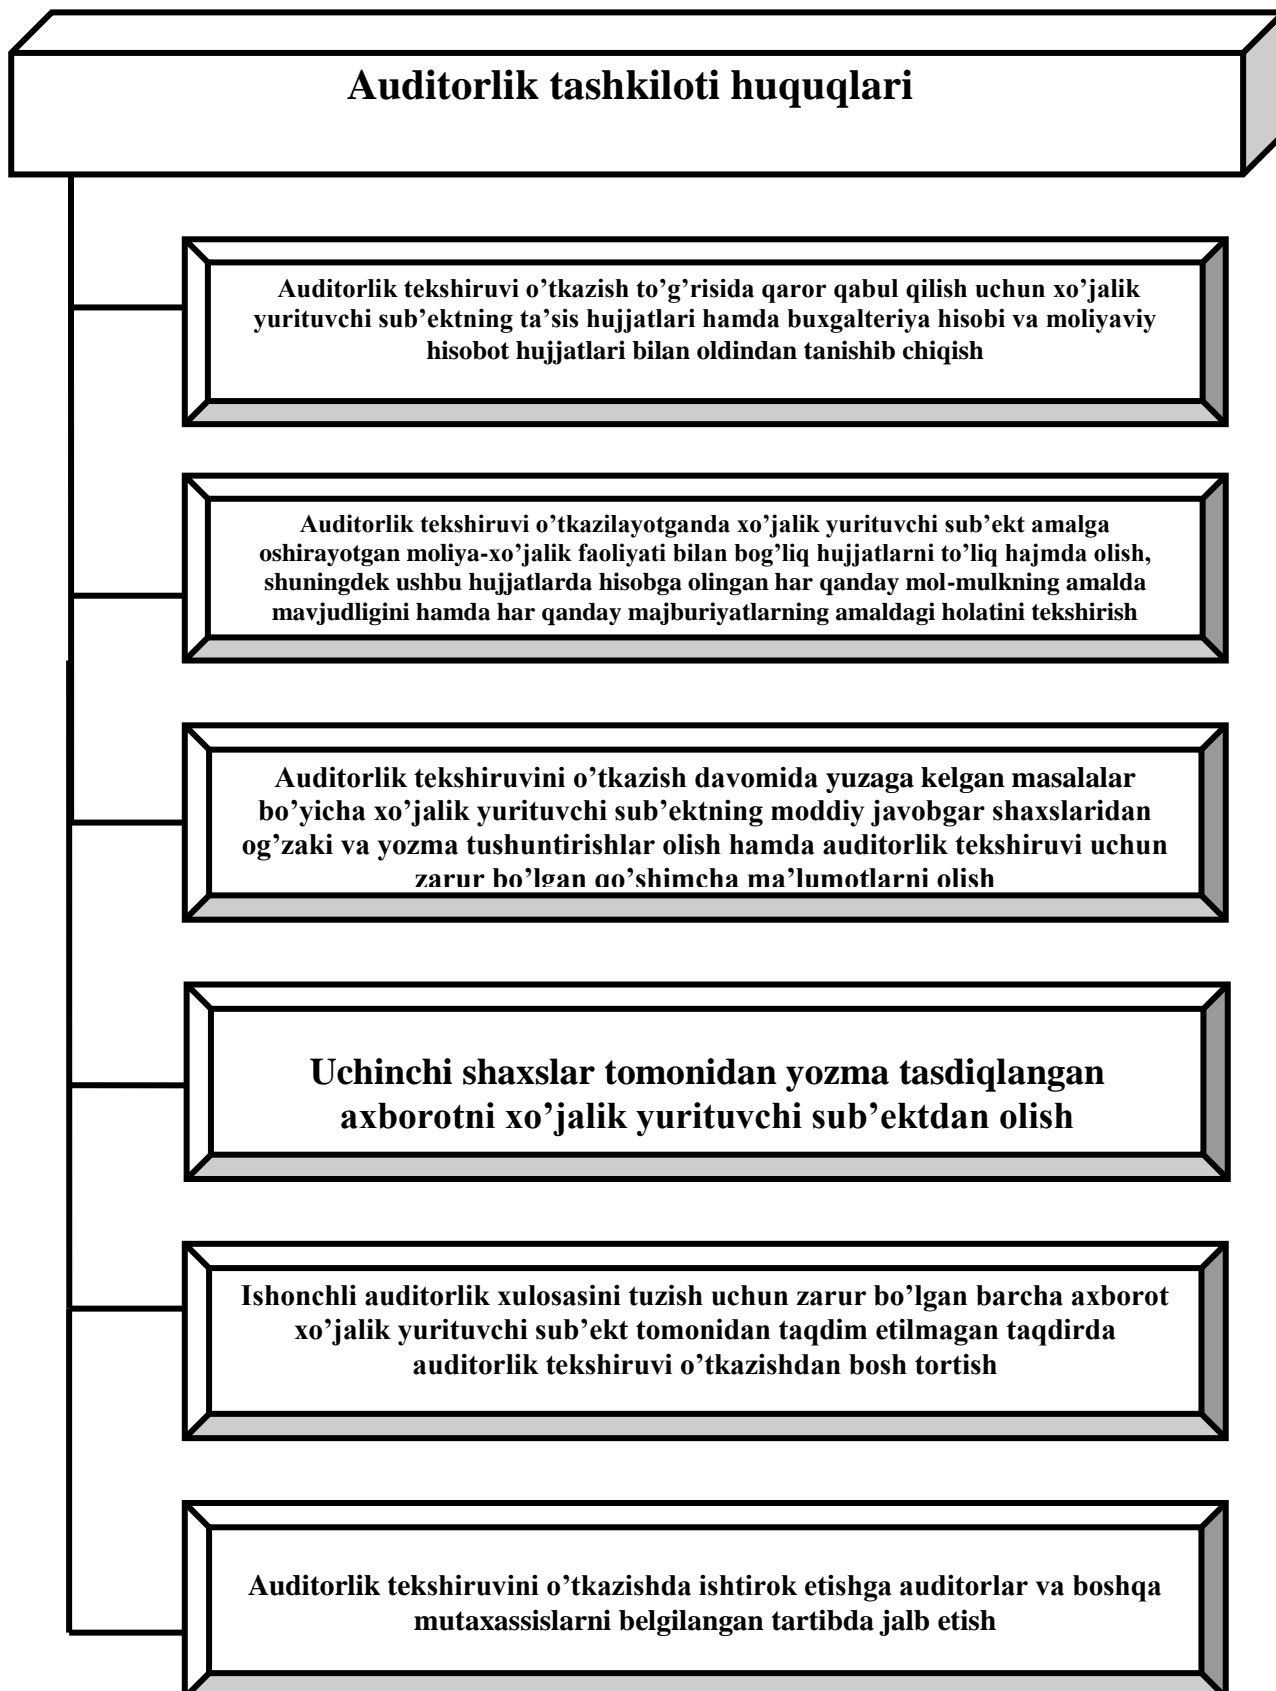 Auditorlik tashkiloti huquqlari
Auditorlik tekshiruvi o’tkazish to’g’risida qaror qabul qilish uchun xo’jalik
yurituvchi sub’ektning ta’sis hujjatlari hamda buxgalteriya hisobi va moliyaviy
hisobot hujjatlari bilan oldindan tanishib chiqish
Auditorlik tekshiruvi o’tkazilayotganda xo’jalik yurituvchi sub’ekt amalga
oshirayotgan moliya-xo’jalik faoliyati bilan bog’liq hujjatlarni to’liq hajmda olish,
shuningdek ushbu hujjatlarda hisobga olingan har qanday mol-mulkning amalda
mavjudligini hamda har qanday majburiyatlarning amaldagi holatini tekshirish
Auditorlik tekshiruvini o’tkazish davomida yuzaga kelgan masalalar
bo’yicha xo’jalik yurituvchi sub’ektning moddiy javobgar shaxslaridan
og’zaki va yozma tushuntirishlar olish hamda auditorlik tekshiruvi uchun
zarur bo’lgan qo’shimcha ma’lumotlarni olish
Uchinchi shaxslar tomonidan yozma tasdiqlangan
axborotni xo’jalik yurituvchi sub’ektdan olish
Ishonchli auditorlik xulosasini tuzish uchun zarur bo’lgan barcha axborot
xo’jalik yurituvchi sub’ekt tomonidan taqdim etilmagan taqdirda
auditorlik tekshiruvi o’tkazishdan bosh tortish
Auditorlik tekshiruvini o’tkazishda ishtirok etishga auditorlar va boshqa
mutaxassislarni belgilangan tartibda jalb etish